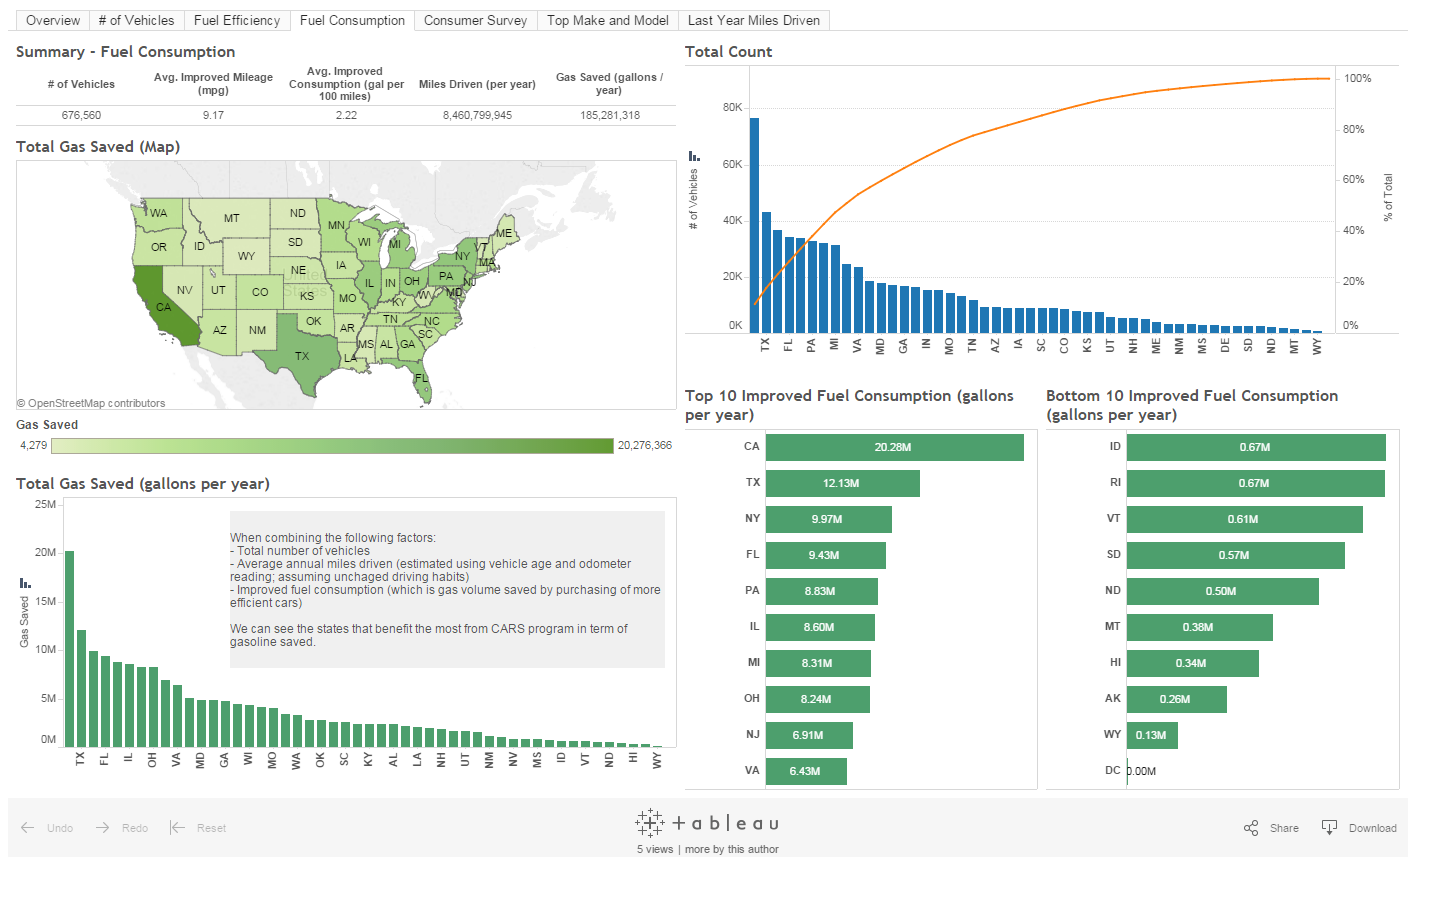 Overview # of Vehicles Fuel Efficiency Fuel Consumption Consumer Survey Top Make and Model Last Year Miles Driven
Summary - Fuel Consumption
# of Vehicles
Avg. Improved Mileage
(mpg)
Avg. Improved
Consumption (gal per
100 miles)
Miles Driven (per year)
Gas Saved (gallons /
year)
676,560 9.17 2.22 8,460,799,945 185,281,318
Total Gas Saved (Map)
WA MT ND MN ME
OR ID SD WI MI NY VT
WY IA NE MA
NV UT CO KS MO IL IN OH PA NJ
CA KY WV MD
AZ NM OK AR TN NC SC
TX LA MS AL GA
FL
United
States
© OpenStreetMap contributors
Gas Saved
4,279 20,276,366
Total Gas Saved (gallons per year)
Gas Saved
25M
20M
15M
10M
5M
0M
When combining the following factors:
- Total number of vehicles
- Average annual miles driven (estimated using vehicle age and odometer
reading; assuming unchaged driving habits)
- Improved fuel consumption (which is gas volume saved by purchasing of more
efficient cars)
We can see the states that benefit the most from CARS program in term of
gasoline saved.
TX FL IL OH VA MD GA WI MO WA OK SC KY AL LA NH UT NM NV MS ID VT ND HI WY
Total Count
# of Vehicles
80K
60K
40K
20K
0K
100%
80%
60%
40%
20%
0%
% of Total
TX FL PA MI VA MD GA IN MO TN AZ IA SC CO KS UT NH ME NM MS DE SD ND MT WY
Top 10 Improved Fuel Consumption (gallons
per year)
CA 20.28M
TX 12.13M
NY 9.97M
FL 9.43M
PA 8.83M
IL 8.60M
MI 8.31M
OH 8.24M
NJ 6.91M
VA 6.43M
Bottom 10 Improved Fuel Consumption
(gallons per year)
ID 0.67M
RI 0.67M
VT 0.61M
SD 0.57M
ND 0.50M
MT 0.38M
HI 0.34M
AK 0.26M
WY 0.13M
DC 0.00M
Undo Redo Reset
+ableau
5 views | more by this author
Share Download